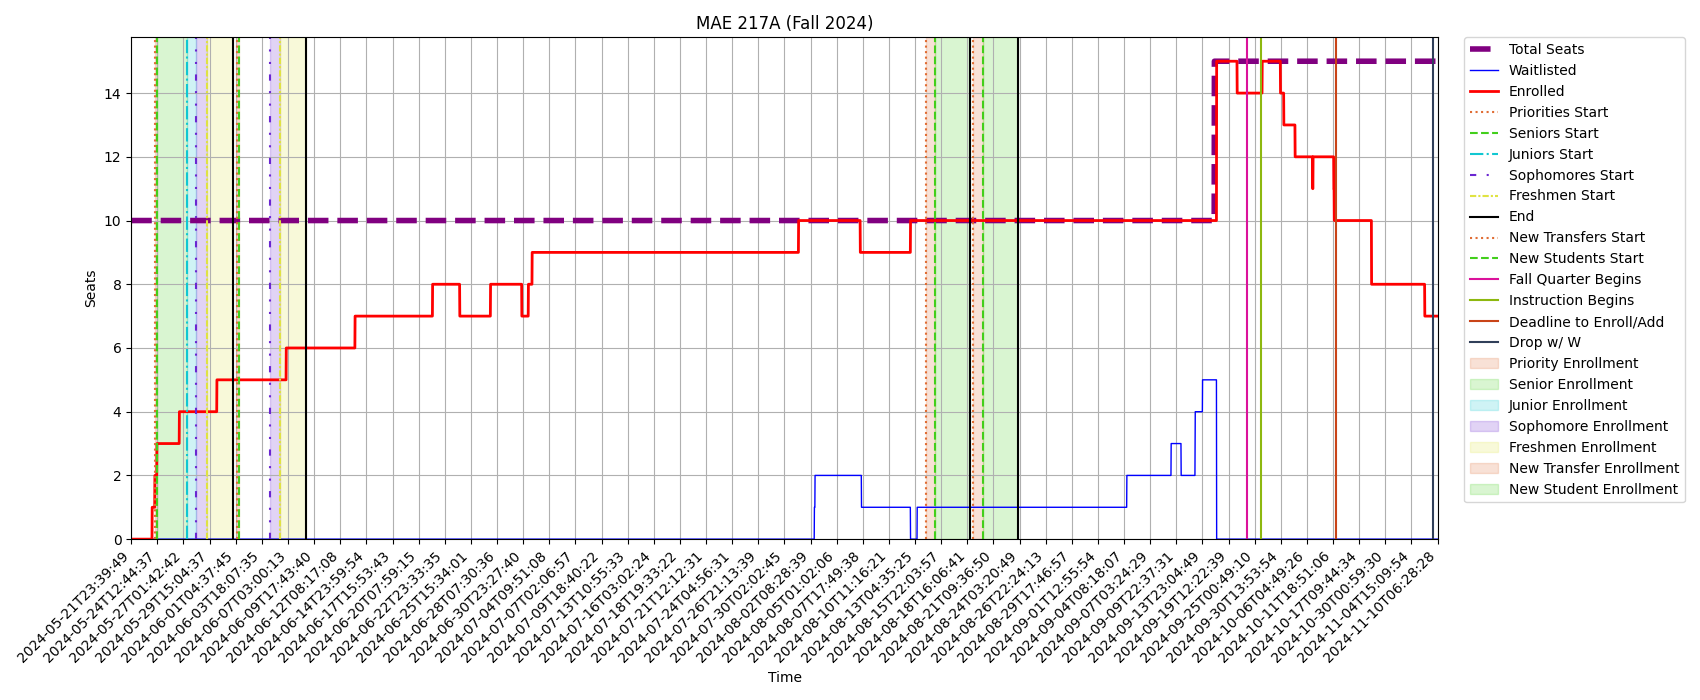 MAE 217A (Fall 2024)
Seats
14
12
10
8
6
4
2
0
2024-05-21T23:39:49
2024-05-24T12:44:37
2024-05-27T01:42:42
2024-05-29T15:04:37
2024-06-01T04:37:45
2024-06-03T18:07:35
2024-06-07T03:00:13
2024-06-09T17:43:40
2024-06-12T08:17:08
2024-06-14T23:59:54
2024-06-17T15:53:43
2024-06-20T07:59:15
2024-06-22T23:33:35
2024-06-25T15:34:01
2024-06-28T07:30:36
2024-06-30T23:27:40
2024-07-04T09:51:08
2024-07-07T02:06:57
2024-07-09T18:40:22
2024-07-13T10:55:33
2024-07-16T03:02:24
2024-07-18T19:33:22
2024-07-21T12:12:31
2024-07-24T04:56:31
2024-07-26T21:13:39
2024-07-30T02:02:45
2024-08-02T08:28:39
2024-08-05T01:02:06
2024-08-07T17:49:38
2024-08-10T11:16:21
2024-08-13T04:35:25
2024-08-15T22:03:57
2024-08-18T16:06:41
2024-08-21T09:36:50
2024-08-24T03:20:49
2024-08-26T22:24:13
2024-08-29T17:46:57
2024-09-01T12:55:54
2024-09-04T08:18:07
2024-09-07T03:24:29
2024-09-09T22:37:31
2024-09-13T23:04:49
2024-09-19T12:22:39
2024-09-25T00:49:10
2024-09-30T13:53:54
2024-10-06T04:49:26
2024-10-11T18:51:06
2024-10-17T09:44:34
2024-10-30T00:59:30
2024-11-04T15:09:54
2024-11-10T06:28:28
Time
Total Seats
Waitlisted
Enrolled
Priorities Start
Seniors Start
Juniors Start
Sophomores Start
Freshmen Start
End
New Transfers Start
New Students Start
Fall Quarter Begins
Instruction Begins
Deadline to Enroll/Add
Drop w/ W
Priority Enrollment
Senior Enrollment
Junior Enrollment
Sophomore Enrollment
Freshmen Enrollment
New Transfer Enrollment
New Student Enrollment